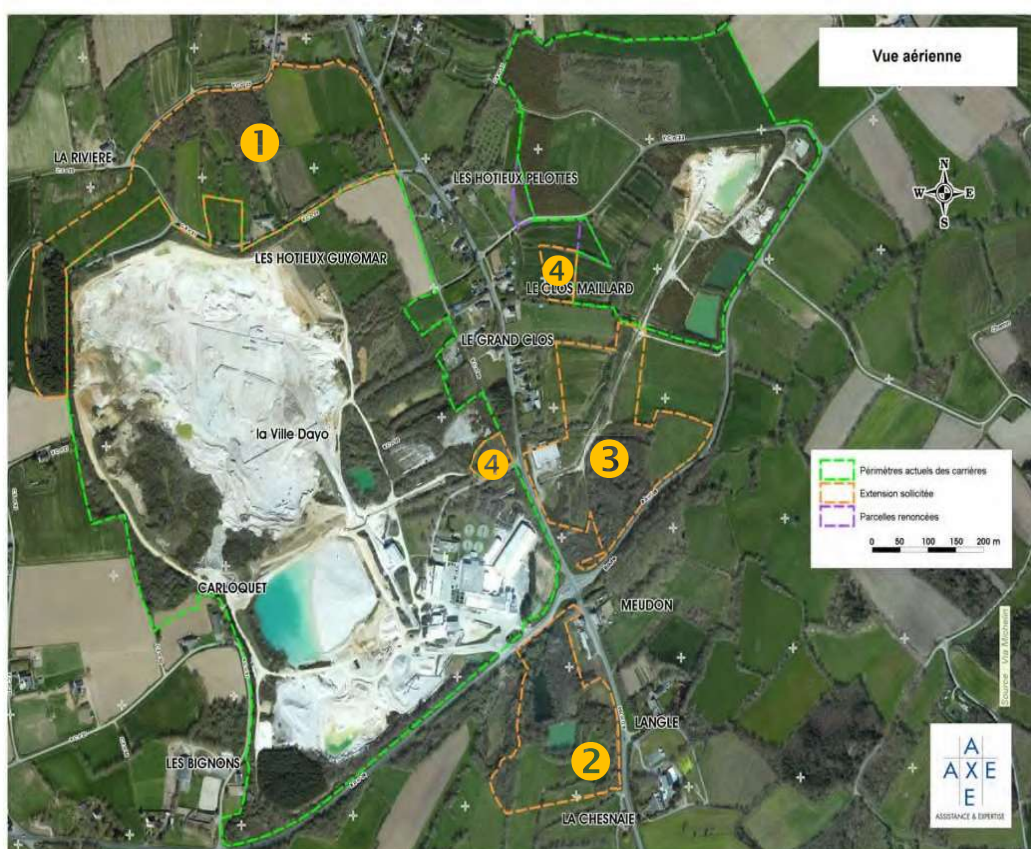 Vue aérienne
1
LA RIVIERE
LES HOTIEUX PELOTTES
N
W E
S
LES HOTIEUX GUYOMAR
4
LE CLOS MAILLARD
LE GRAND CLOS
la Ville Dayo
4
3
Périmètres actuels des carrières
Extension sollicitée
Parcelles renoncées
0 50 100 150 200 m
CARLOQUET
MEUDON
Source : Via Michelin
LANGLE
LES BIGNONS
2
LA CHESNAIE
A
A X E
E
ASSISTANCE & EXPERTISE